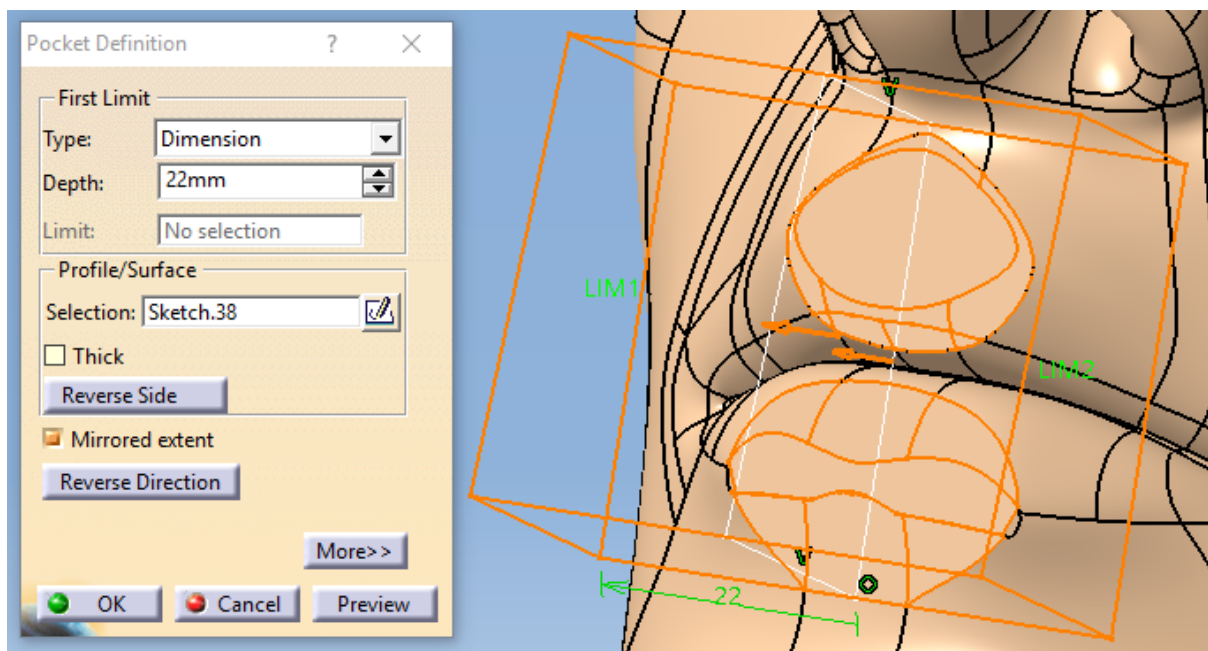 Pocket Definition ? ×
First Limit
Type: Dimension
Depth: 22mm
Limit: No selection
Profile/Surface
Selection: Sketch.38
Thick
Reverse Side
Mirrored extent
Reverse Direction
More>>
OK Cancel Preview
V
LIM1
LIM2
V
22